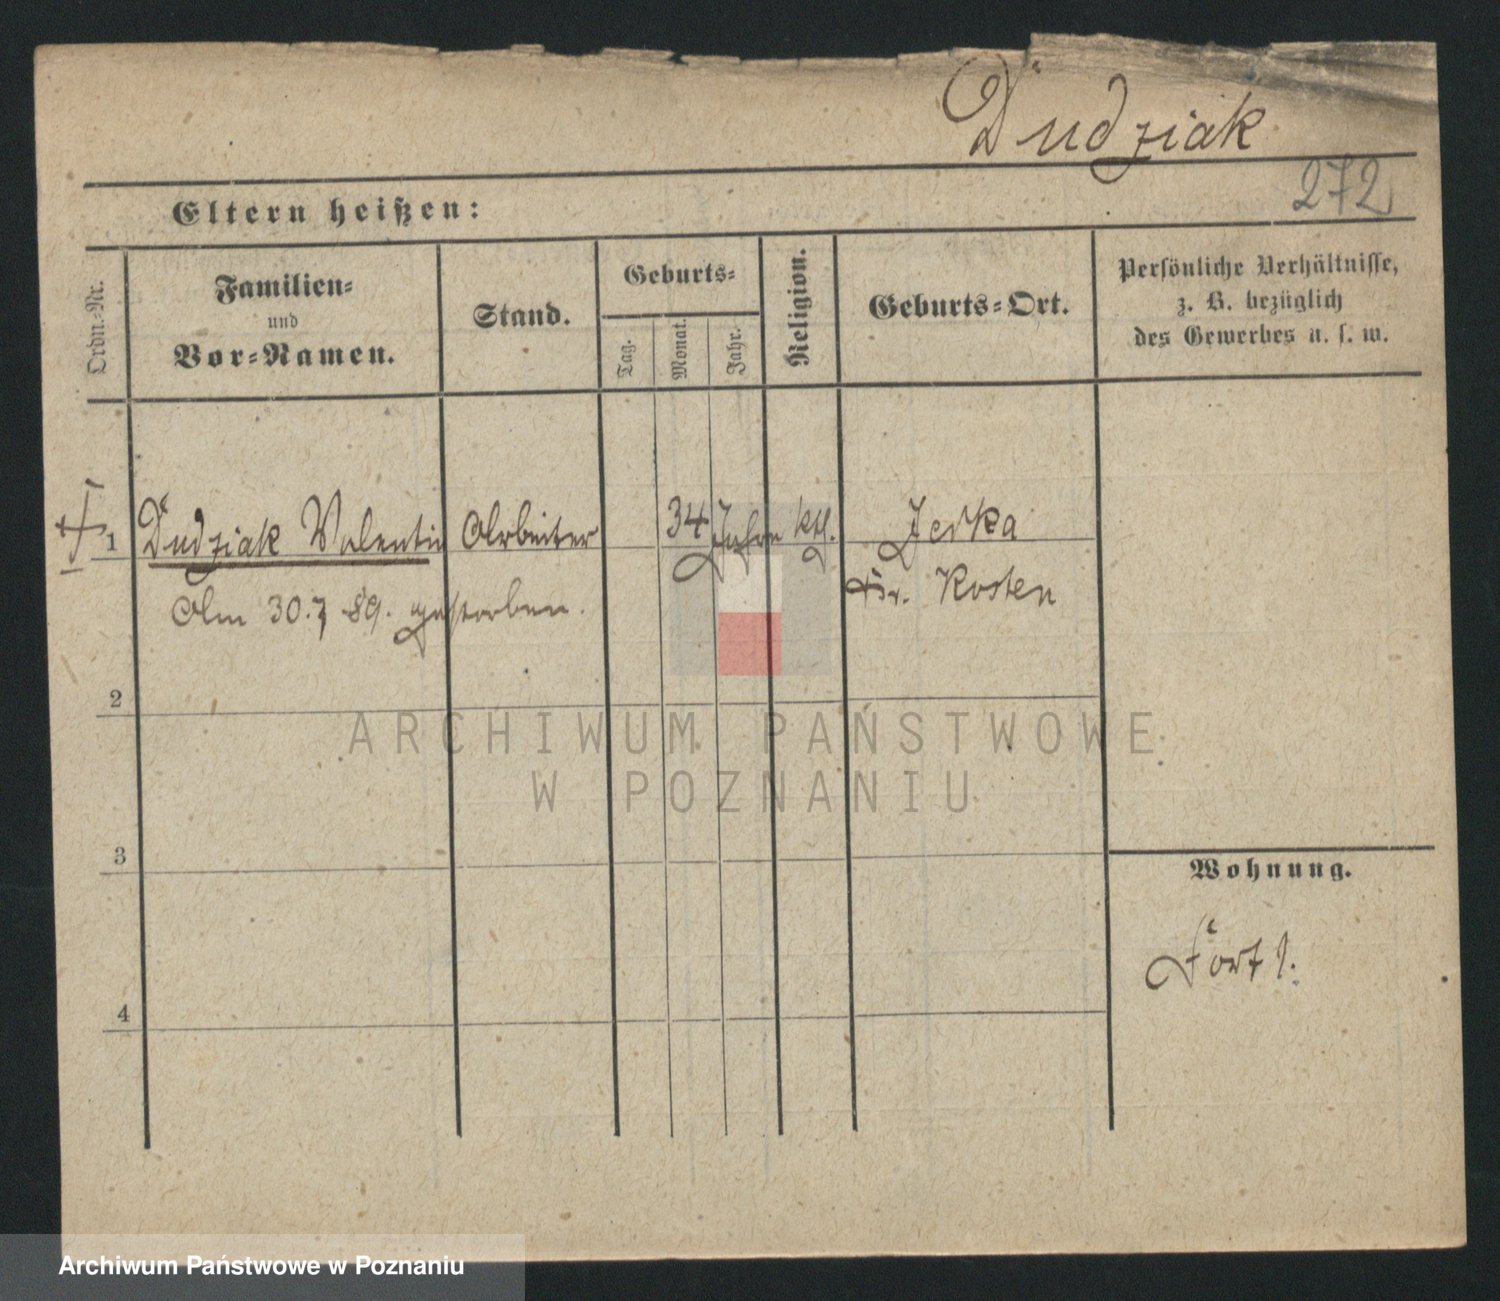 Dudziak
272
Eltern heißen:
Ordn.-Nr.
Familien-
und
Vor-Namen.
Stand.
Geburts-
Tag.
Monat.
Jahr.
Religion.
Geburts-Ort.
Persönliche Verhältnisse,
z. B. bezüglich
des Gewerbes u. s. w.
1 Dudziak Valentin Arbeiter 34 Jahre kth. Jerka
Kr. Kosten
Am 30.7 89. gestorben.
2
3
4
Wohnung.
Fort I.
ARCHIWUM PAŃSTWOWE
W POZNANIU
Archiwum Państwowe w Poznaniu